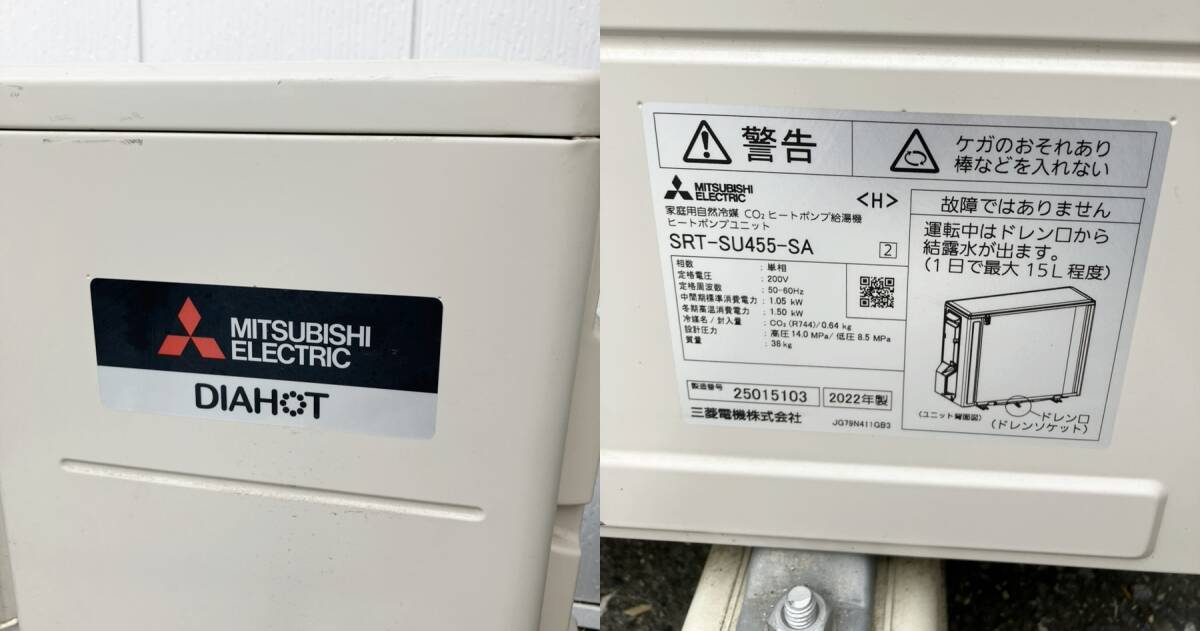 MITSUBISHI
ELECTRIC
DIAHOT
警告
ケガのおそれあり
棒などを入れない
MITSUBISHI
ELECTRIC
<H>
家庭用自然冷媒 CO₂ ヒートポンプ給湯機
ヒートポンプユニット
SRT-SU455-SA
2
相数 : 単相
定格電圧 : 200V
定格周波数 : 50-60Hz
中間期標準消費電力 : 1.05 kW
冬期高温消費電力 : 1.50 kW
冷媒名/封入量 : CO₂ (R744)/0.64 kg
設計圧力 : 高圧 14.0 MPa/低圧 8.5 MPa
質量 : 36kg
製造番号 25015103 2022年製
三菱電機株式会社
JG79N411GB3
故障ではありません
運転中はドレン口から
結露水が出ます。
(1日で最大 15L 程度)
(ユニット背面図)
ドレン口
(ドレンソケット)